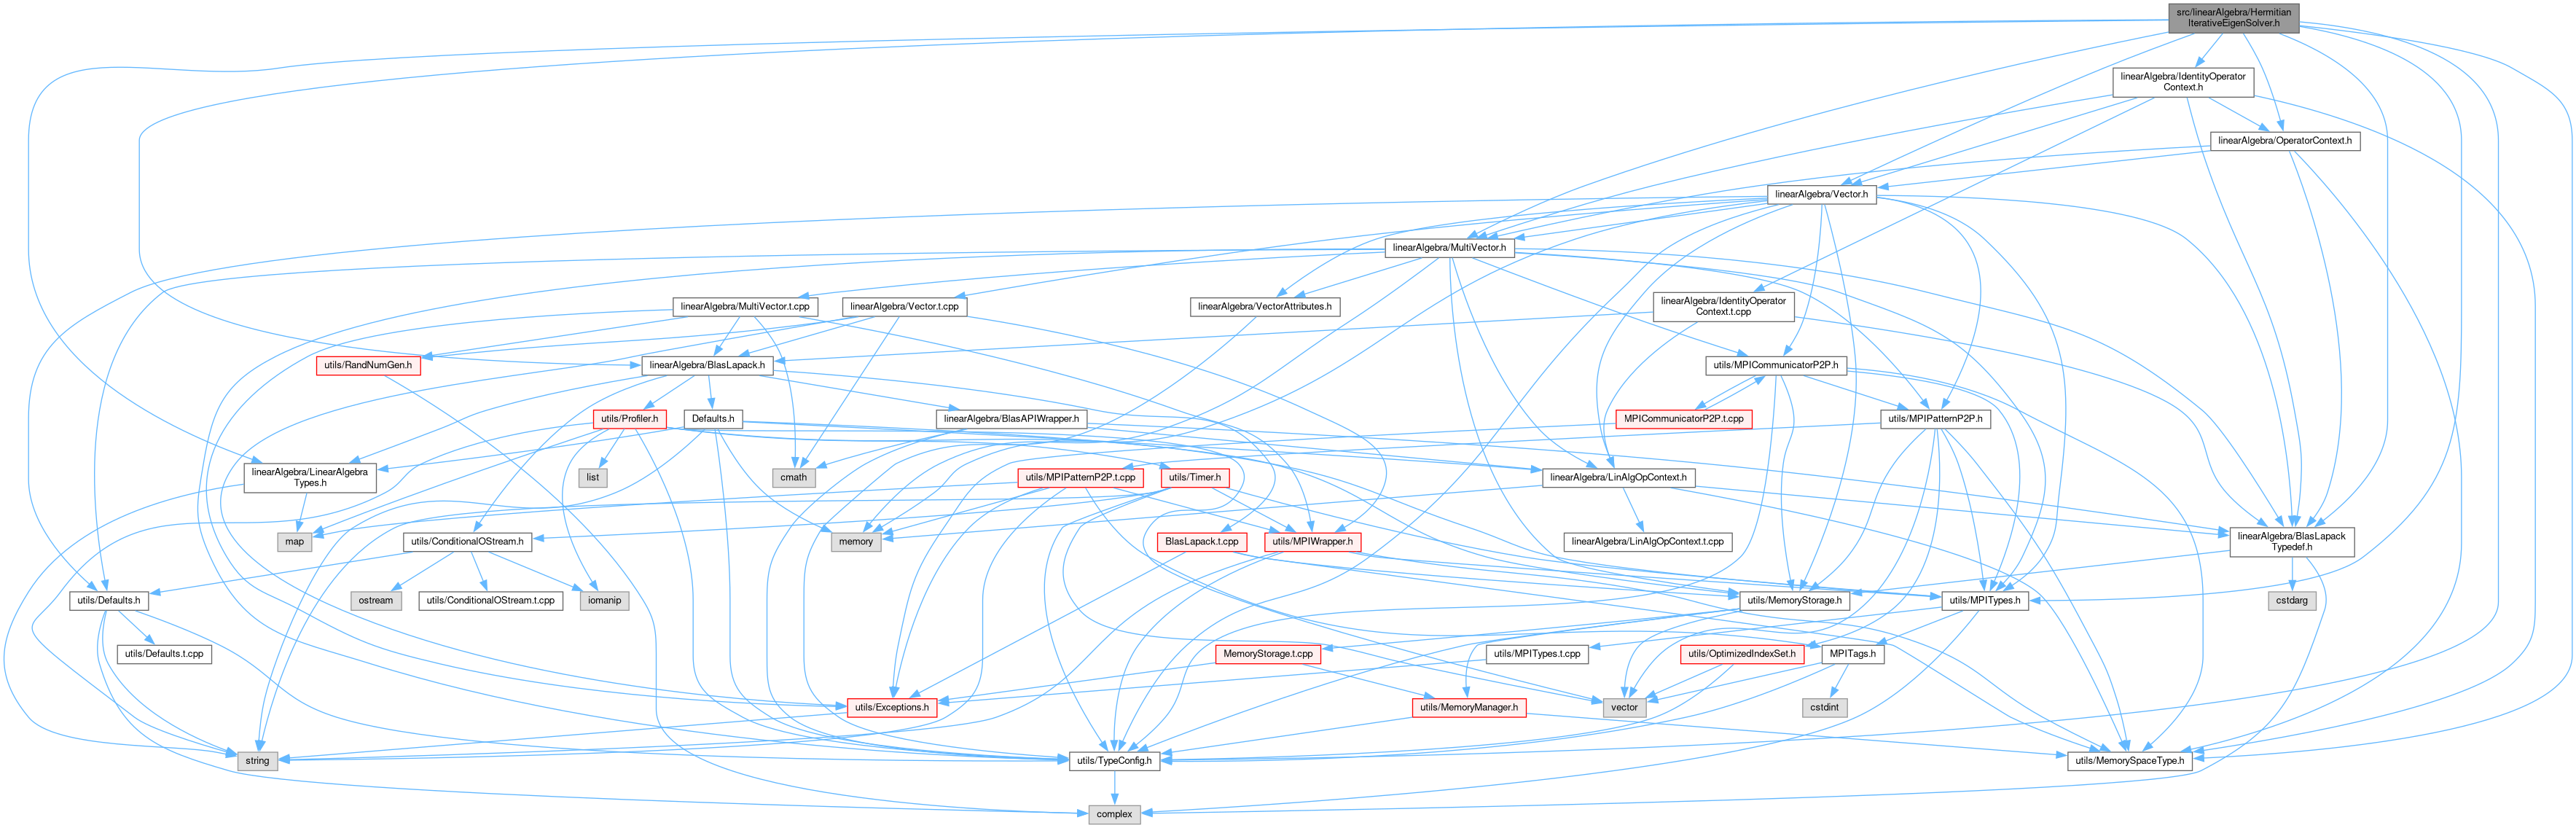 src/linearAlgebra/Hermitian
IterativeEigenSolver.h
linearAlgebra/IdentityOperator
Context.h
linearAlgebra/OperatorContext.h
linearAlgebra/Vector.h
linearAlgebra/MultiVector.h
linearAlgebra/MultiVector.t.cpp
linearAlgebra/Vector.t.cpp
linearAlgebra/VectorAttributes.h
linearAlgebra/IdentityOperator
Context.t.cpp
utils/RandNumGen.h
linearAlgebra/BlasLapack.h
utils/MPICommunicatorP2P.h
utils/Profiler.h
Defaults.h
linearAlgebra/BlasAPIWrapper.h
MPICommunicatorP2P.t.cpp
utils/MPIPatternP2P.h
linearAlgebra/LinearAlgebra
Types.h
list
cmath
utils/MPIPatternP2P.t.cpp
utils/Timer.h
linearAlgebra/LinAlgOpContext.h
map
utils/ConditionalOStream.h
memory
BlasLapack.t.cpp
utils/MPIWrapper.h
linearAlgebra/LinAlgOpContext.t.cpp
linearAlgebra/BlasLapack
Typedef.h
utils/Defaults.h
ostream
utils/ConditionalOStream.t.cpp
iomanip
utils/MemoryStorage.h
utils/MPITypes.h
cstdarg
utils/Defaults.t.cpp
MemoryStorage.t.cpp
utils/MPITypes.t.cpp
utils/OptimizedIndexSet.h
MPITags.h
utils/Exceptions.h
utils/MemoryManager.h
vector
cstdint
string
utils/TypeConfig.h
utils/MemorySpaceType.h
complex